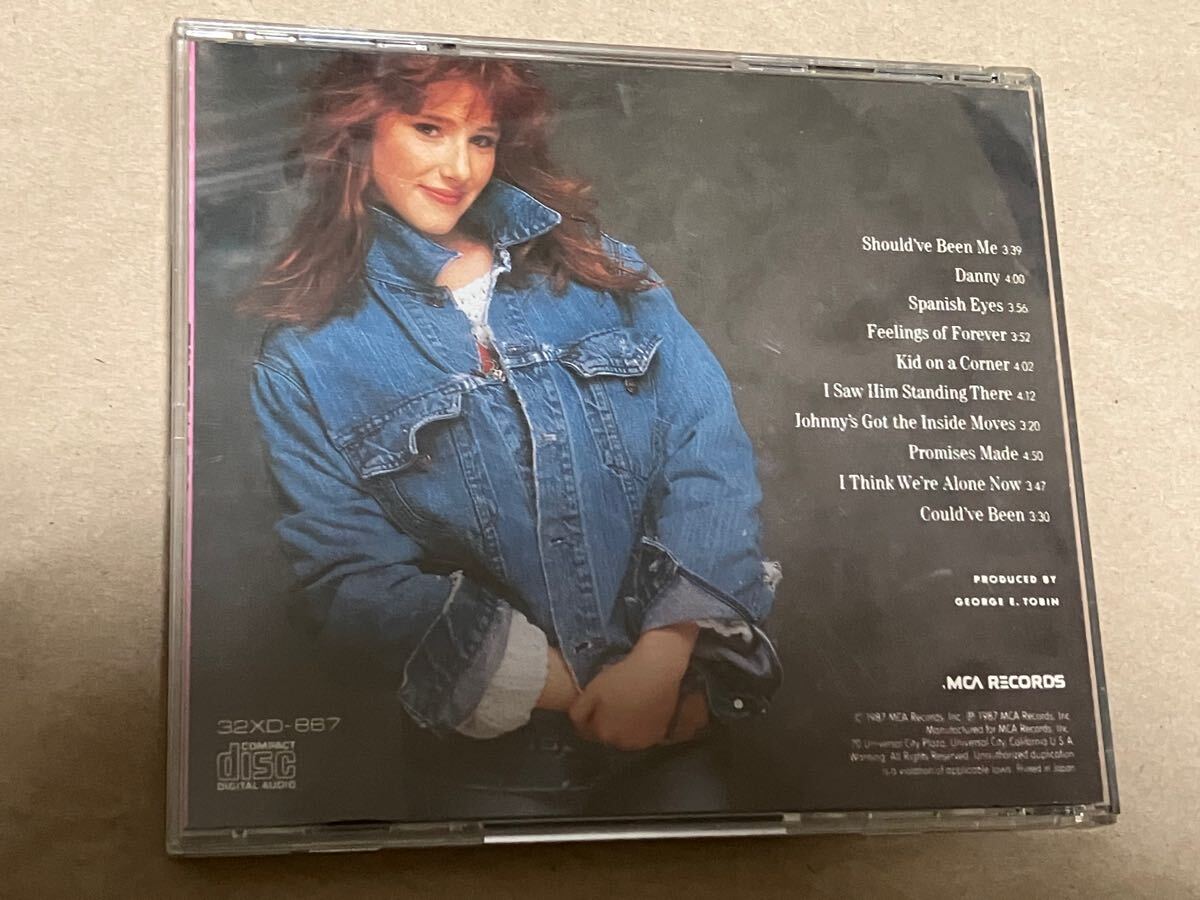 Should've Been Me 3:39
Danny 4:00
Spanish Eyes 3:56
Feelings of Forever 3:52
Kid on a Corner 4:02
I Saw Him Standing There 4:12
Johnny's Got the Inside Moves 3:20
Promises Made 4:50
I Think We're Alone Now 3:47
Could've Been 3:30
PRODUCED BY
GEORGE E. TOBIN
MCA RECORDS
© 1987 MCA Records, Inc. ℗ 1987 MCA Records, Inc.
Manufactured for MCA Records, Inc.
70 Universal City Plaza, Universal City, California U.S.A.
Warning: All Rights Reserved. Unauthorized duplication
is a violation of applicable laws. Printed in Japan
32XD-867
COMPACT
disc
DIGITAL AUDIO